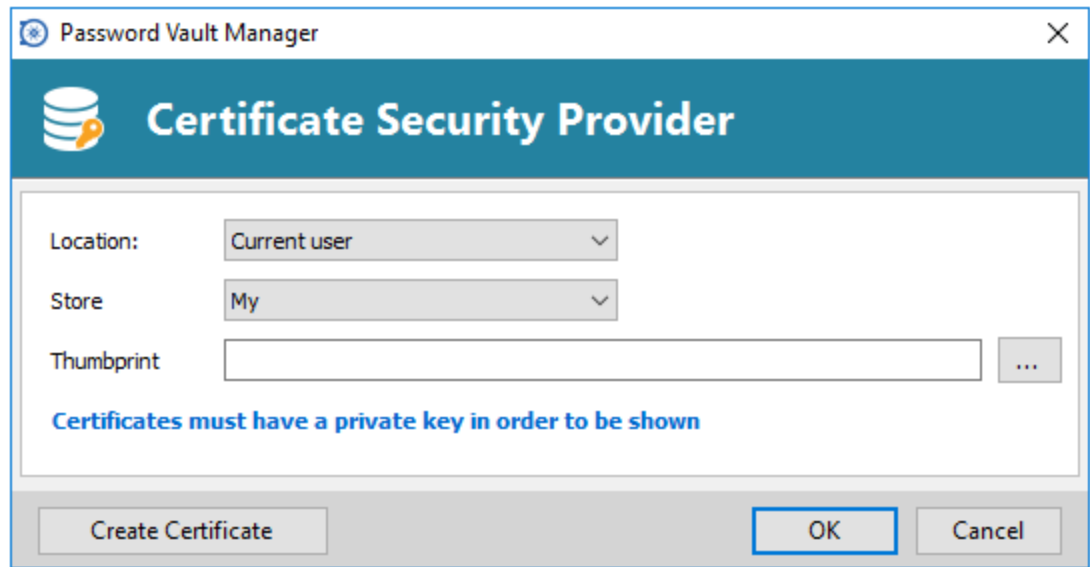 Password Vault Manager
Certificate Security Provider
Location: Current user
Store My
Thumbprint ...
Certificates must have a private key in order to be shown
Create Certificate OK Cancel